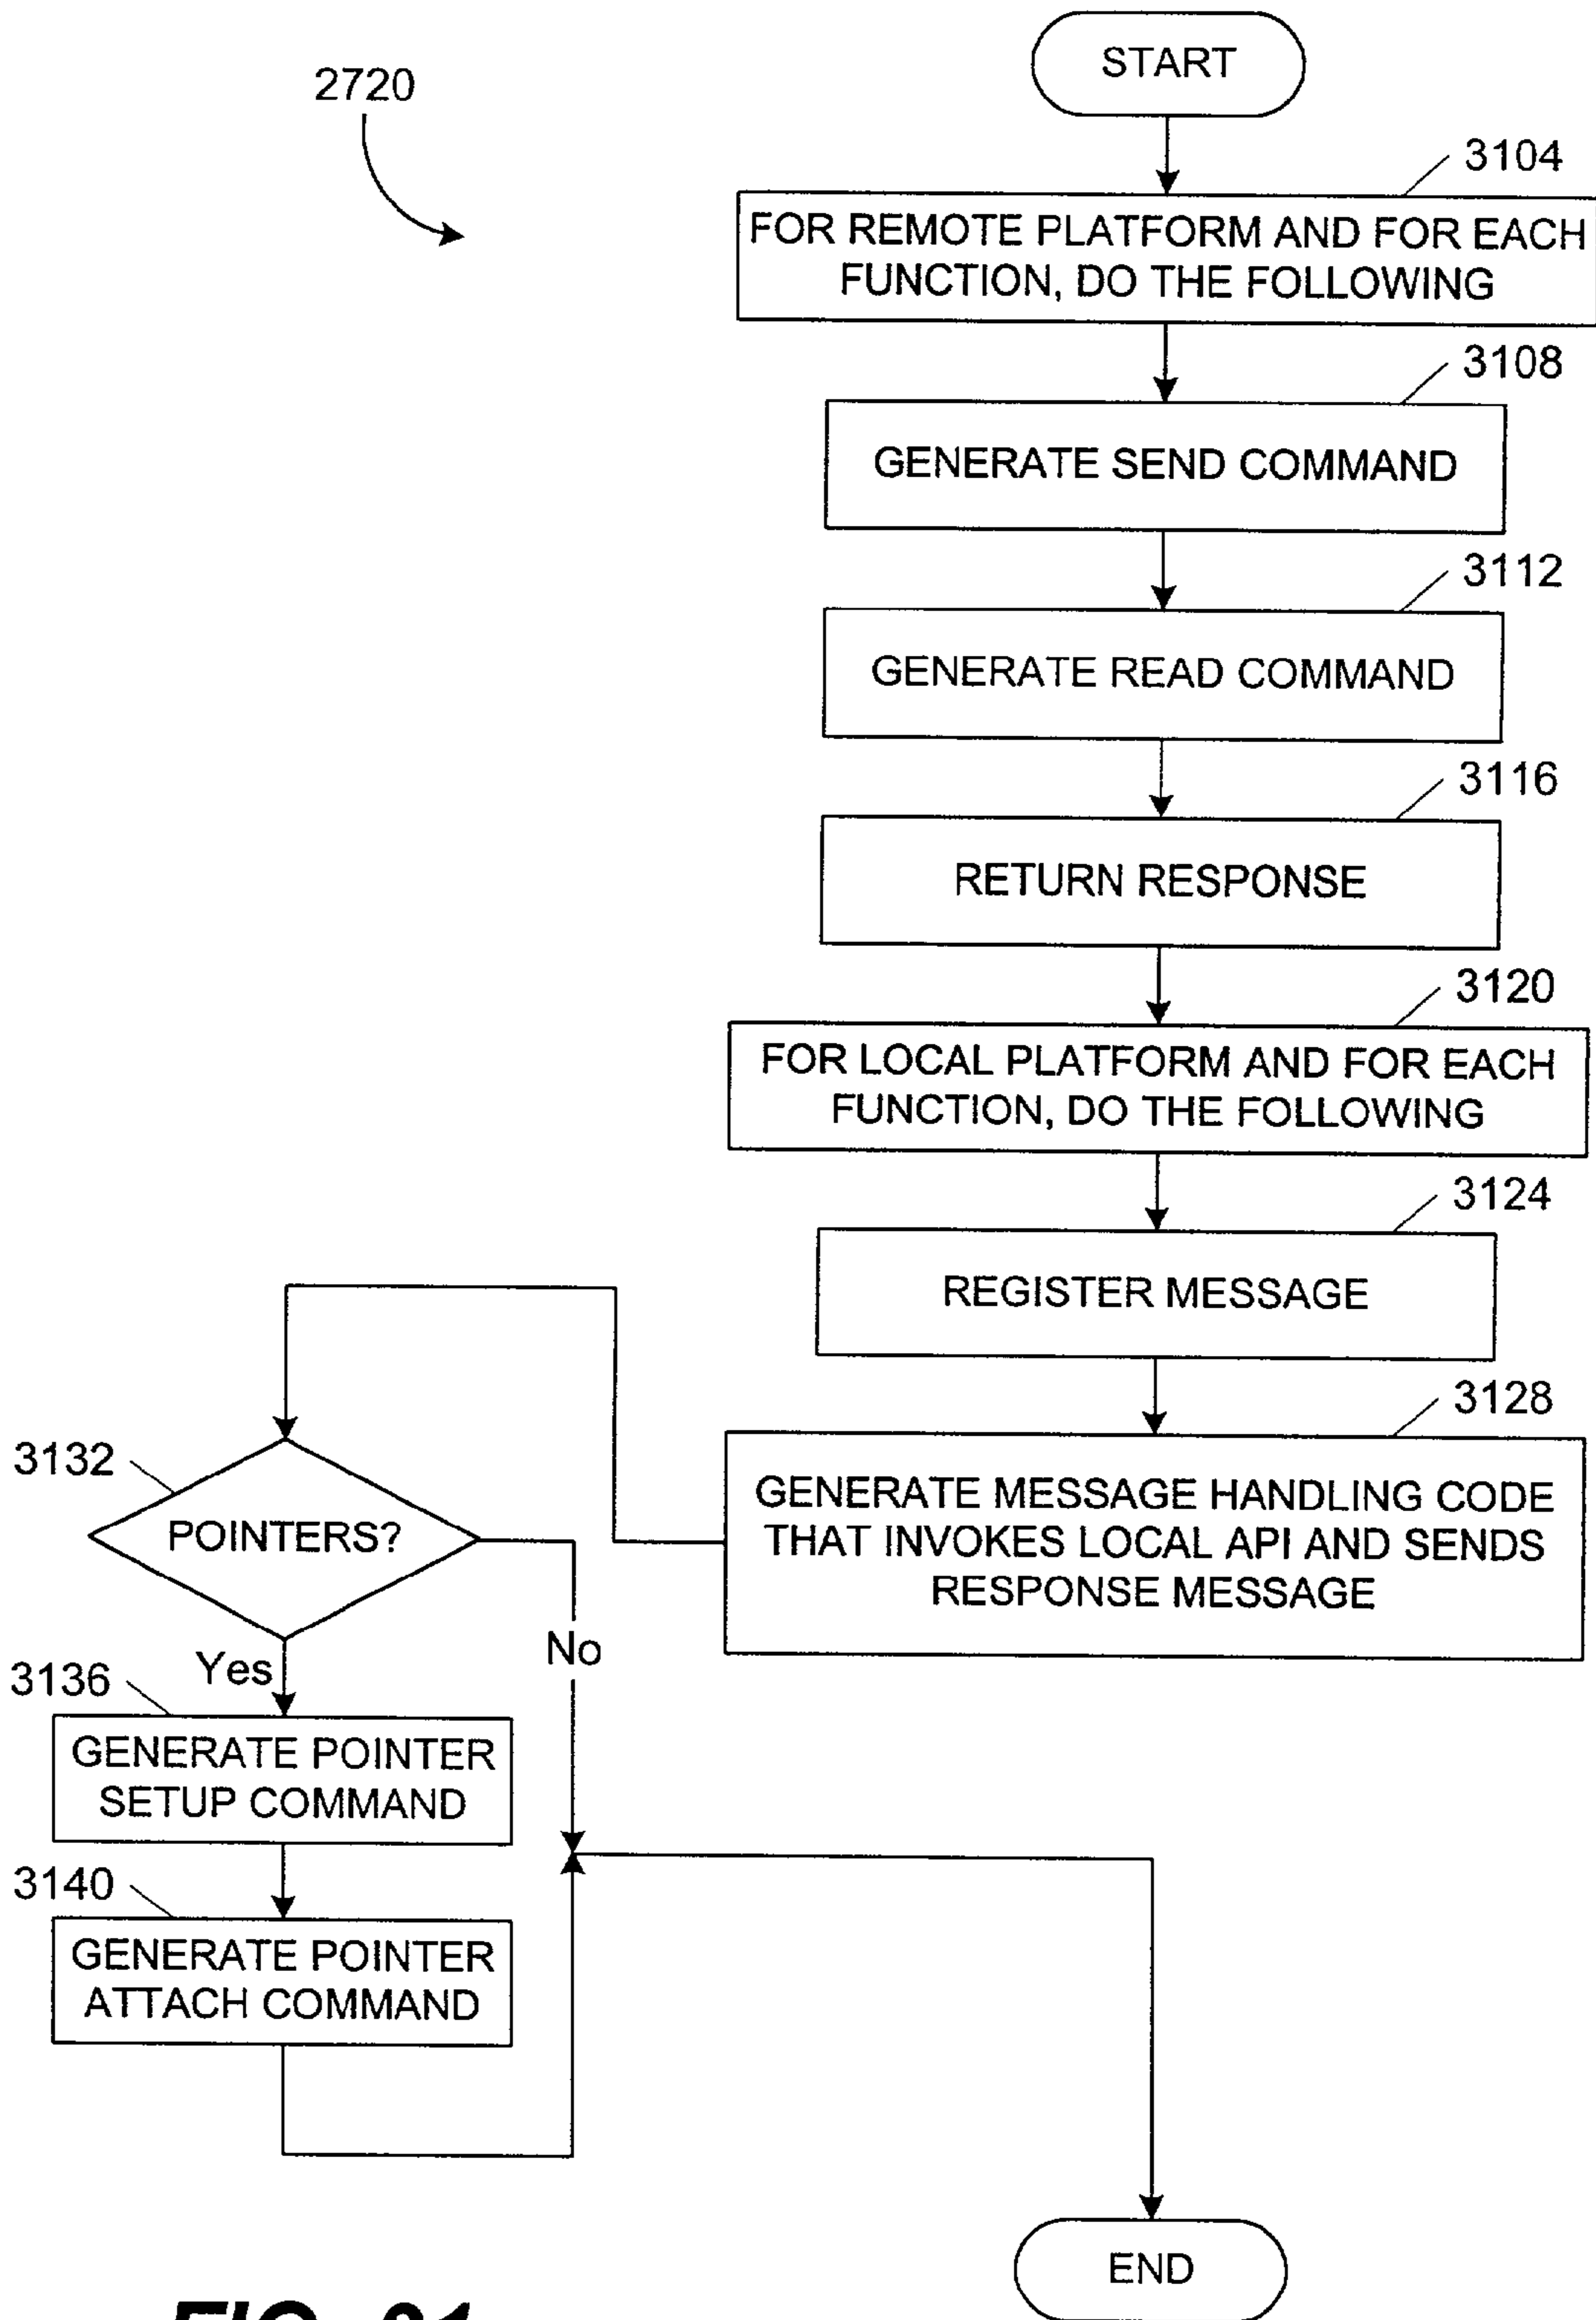 2720
START
3104
FOR REMOTE PLATFORM AND FOR EACH
FUNCTION, DO THE FOLLOWING
3108
GENERATE SEND COMMAND
3112
GENERATE READ COMMAND
3116
RETURN RESPONSE
3120
FOR LOCAL PLATFORM AND FOR EACH
FUNCTION, DO THE FOLLOWING
3124
REGISTER MESSAGE
3128
GENERATE MESSAGE HANDLING CODE
THAT INVOKES LOCAL API AND SENDS
RESPONSE MESSAGE
3132
POINTERS?
Yes
No
3136
GENERATE POINTER
SETUP COMMAND
3140
GENERATE POINTER
ATTACH COMMAND
END
FIG. 31